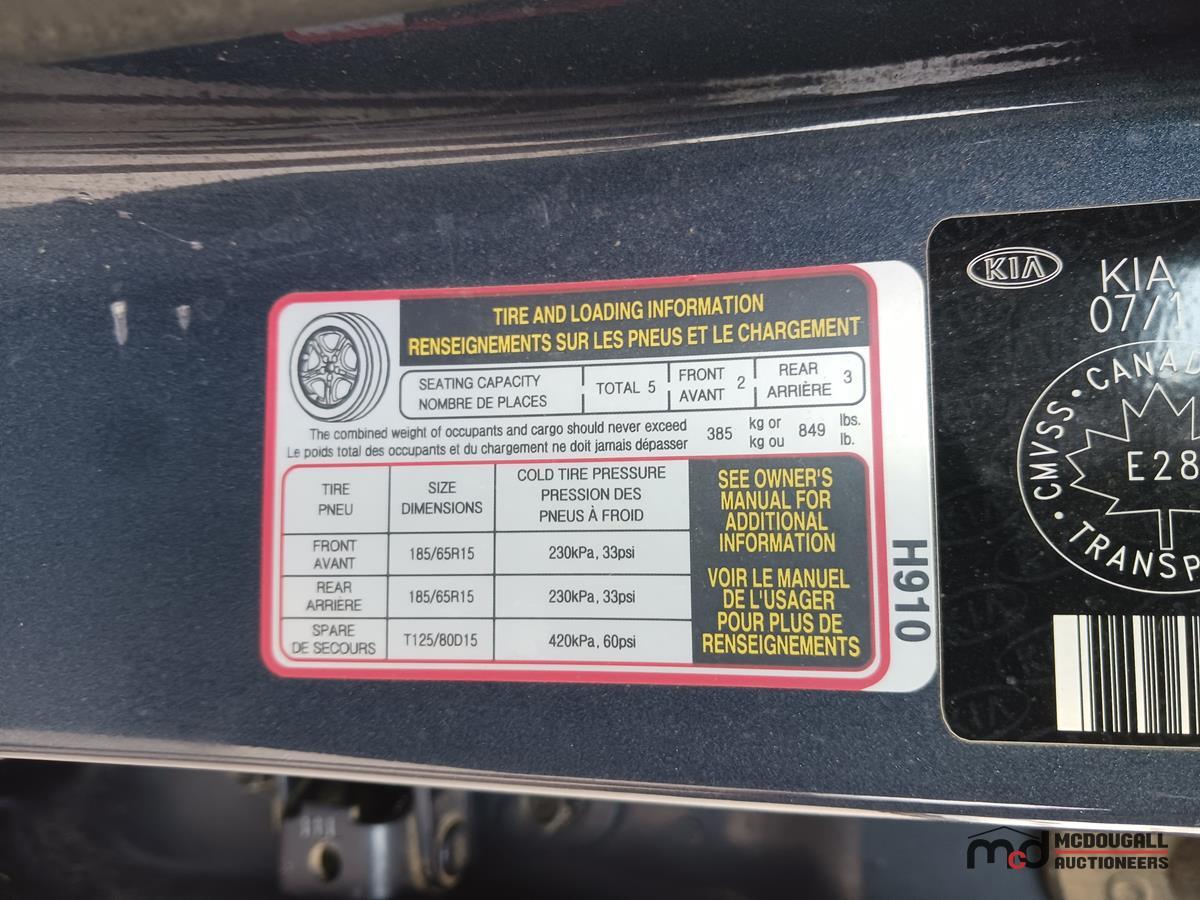 TIRE AND LOADING INFORMATION
RENSEIGNEMENTS SUR LES PNEUS ET LE CHARGEMENT
SEATING CAPACITY
NOMBRE DE PLACES
TOTAL 5
FRONT
AVANT 2
REAR
ARRIÈRE 3
The combined weight of occupants and cargo should never exceed 385 kg or 849 lbs.
Le poids total des occupants et du chargement ne doit jamais dépasser kg ou lb.
TIRE
PNEU
SIZE
DIMENSIONS
COLD TIRE PRESSURE
PRESSION DES
PNEUS À FROID
FRONT
AVANT
185/65R15
230kPa, 33psi
REAR
ARRIÈRE
185/65R15
230kPa, 33psi
SPARE
DE SECOURS
T125/80D15
420kPa, 60psi
SEE OWNER'S
MANUAL FOR
ADDITIONAL
INFORMATION
VOIR LE MANUEL
DE L'USAGER
POUR PLUS DE
RENSEIGNEMENTS
H910
KIA
KIA
07/1
CMVSS • CANAD
E28
TRANSP
mcd MCDOUGALL
AUCTIONEERS